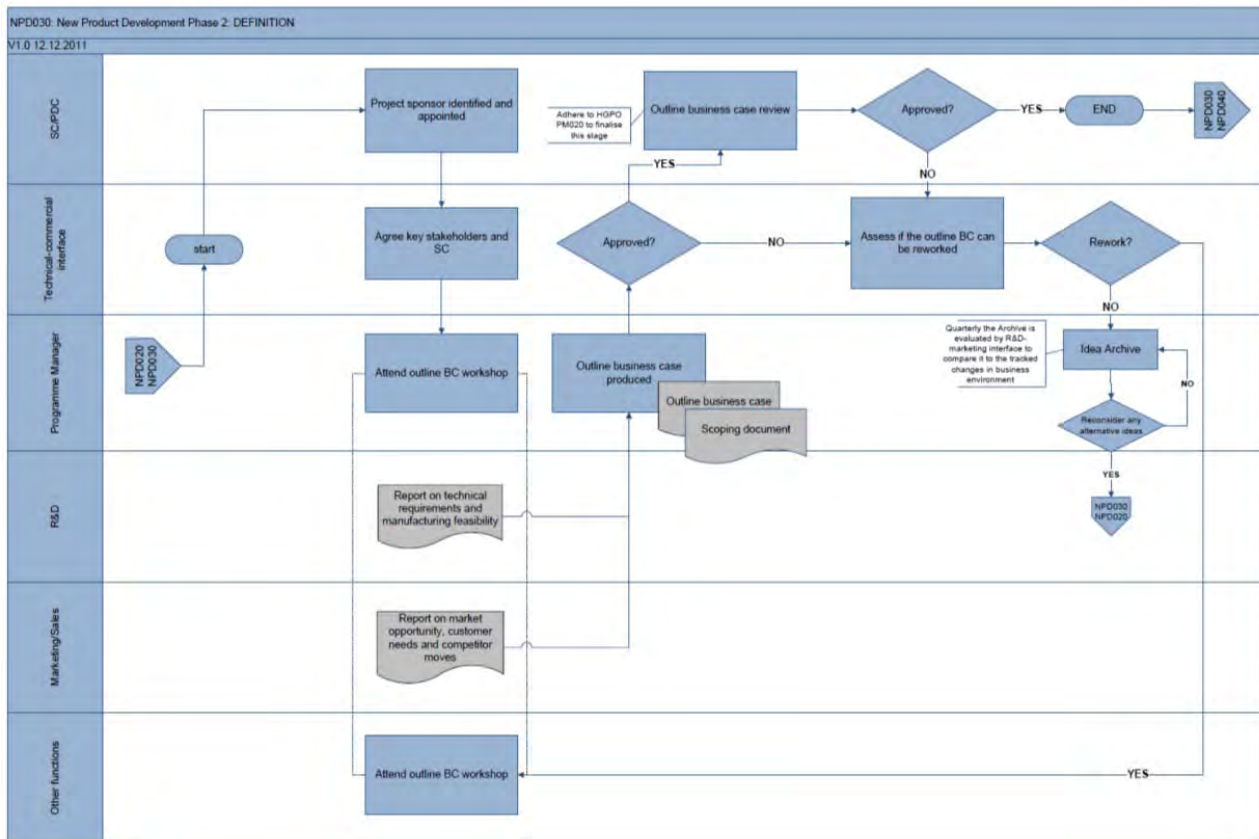 NPD030: New Product Development Phase 2: DEFINITION
V1.0 12.12.2011
SC/PDC
Project sponsor identified and
appointed
Adhere to HGPO
PM020 to finalise
this stage
Outline business case review
Approved?
YES
END
NPD030
NPD040
YES
NO
Technical-commercial
interface
start
Agree key stakeholders and
SC
Approved?
NO
Assess if the outline BC can
be reworked
Rework?
NO
Programme Manager
NPD020
NPD030
Attend outline BC workshop
Outline business case
produced
Outline business case
Scoping document
Quarterly the Archive is
evaluated by R&D-
marketing interface to
compare it to the tracked
changes in business
environment
Idea Archive
NO
Reconsider any
alternative ideas
YES
R&D
Report on technical
requirements and
manufacturing feasibility
NPD030
NPD020
Marketing/Sales
Report on market
opportunity, customer
needs and competitor
moves
Other functions
Attend outline BC workshop
YES